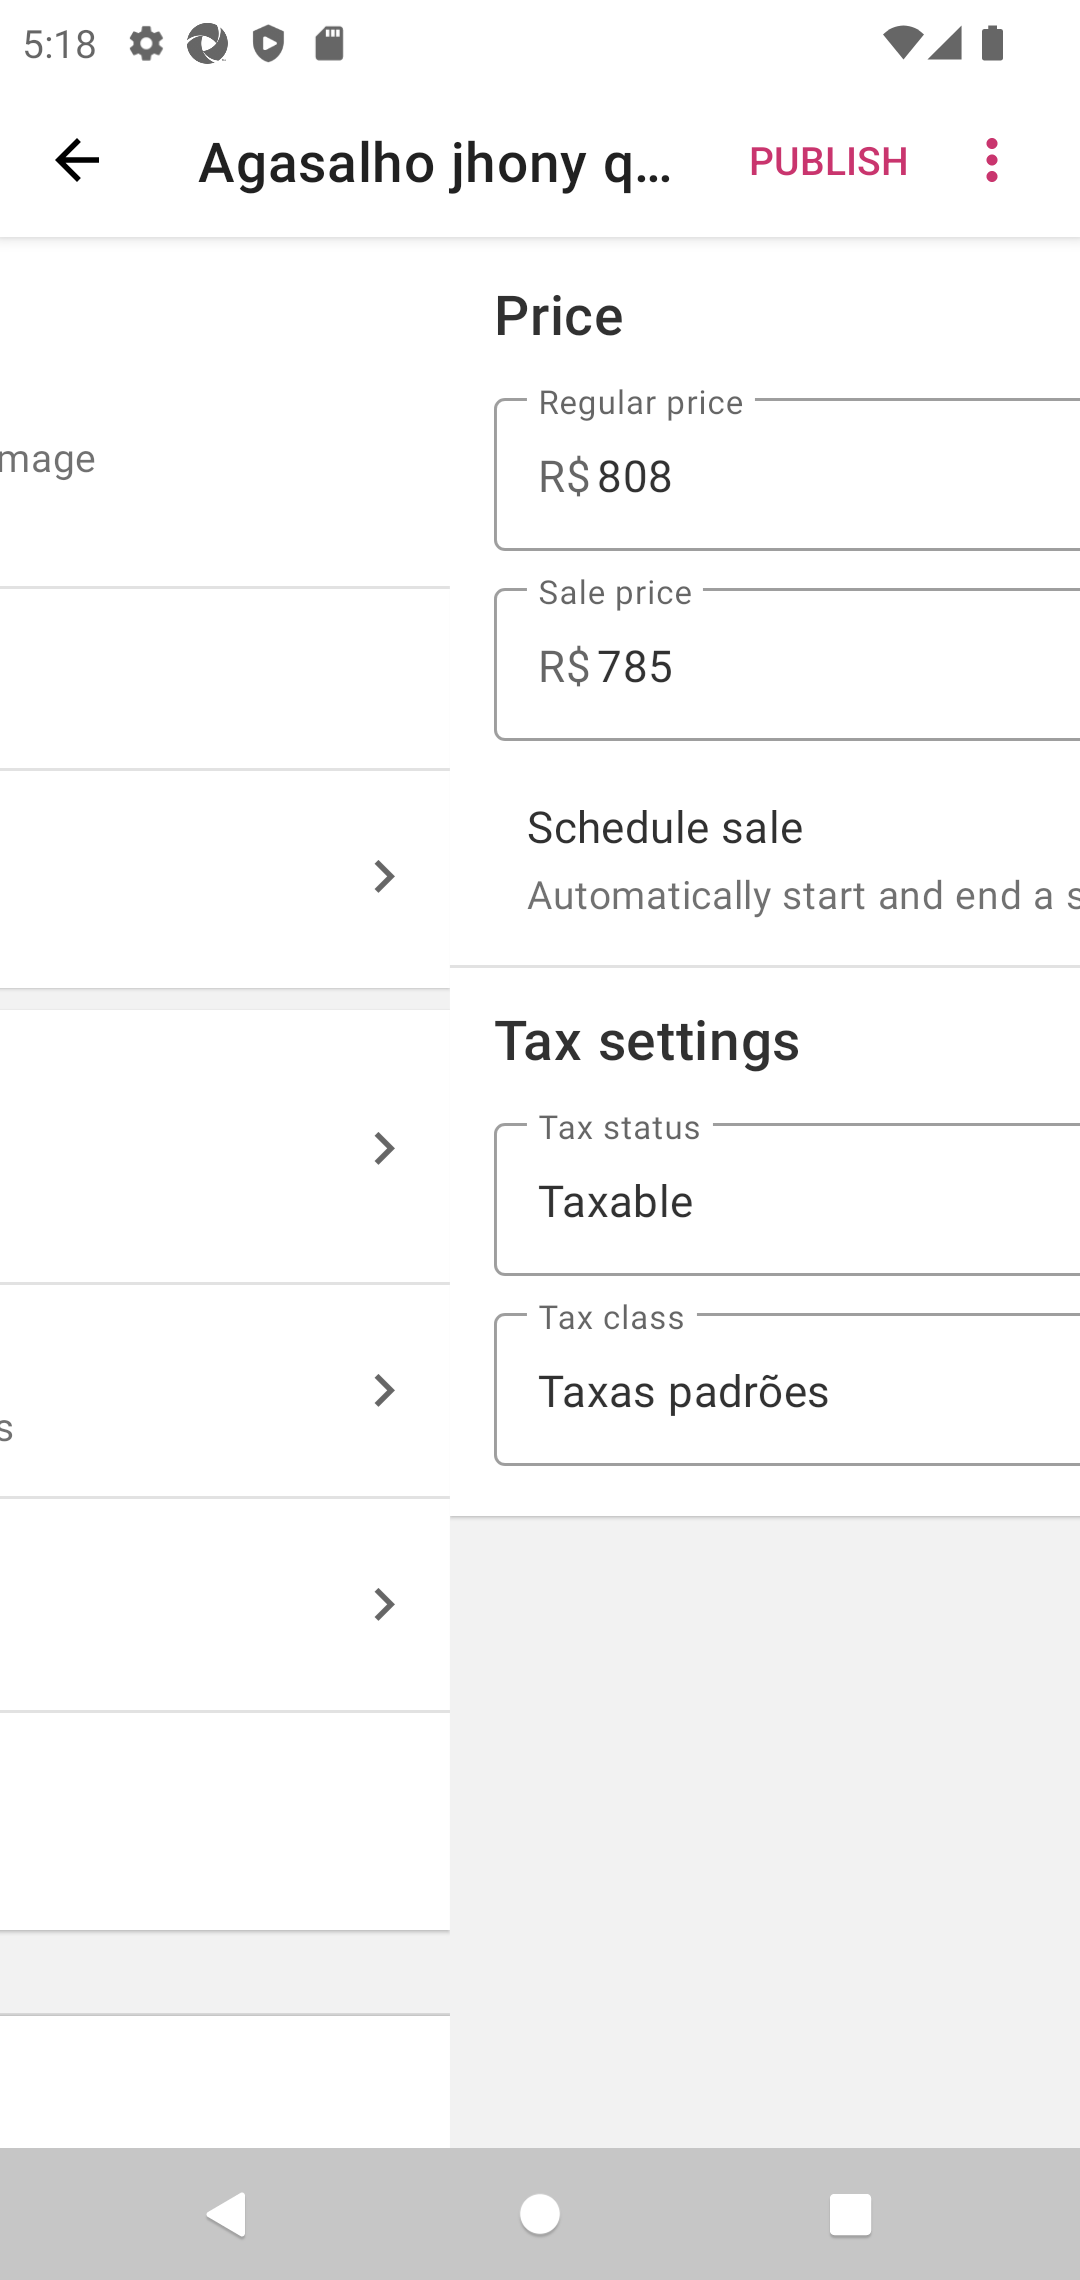 5:18
Agasalho jhony q...
PUBLISH
mage
s
Price
Regular price
R$ 808
Sale price
R$ 785
Schedule sale
Automatically start and end a s
Tax settings
Tax status
Taxable
Tax class
Taxas padrões